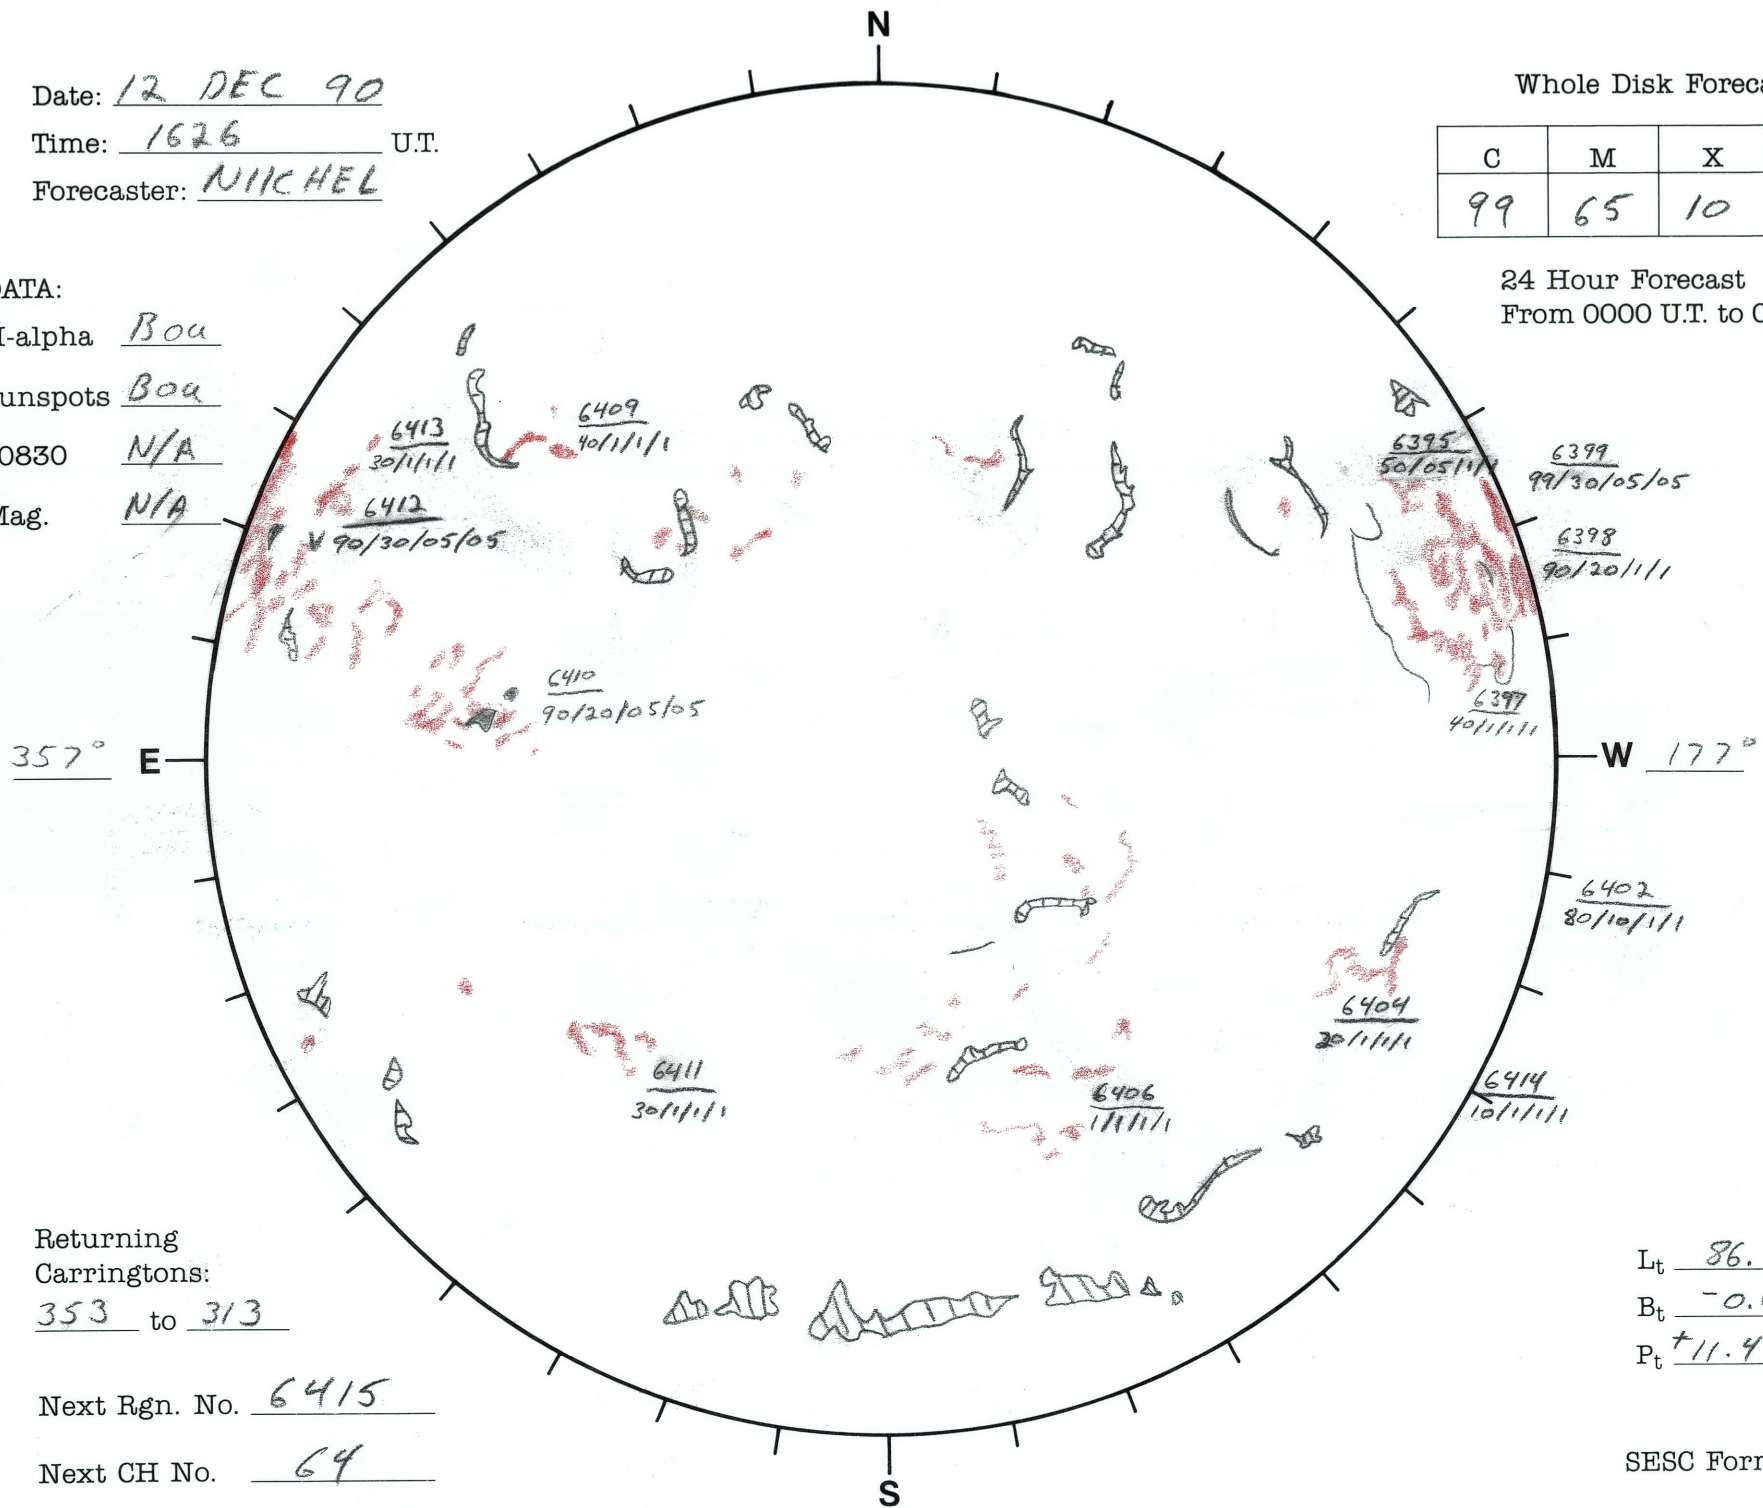 N
Date: 12 DEC 90
Time: 1626 U.T.
Forecaster: NIICHEL
Whole Disk Foreca
C M X
99 65 10
24 Hour Forecast
From 0000 U.T. to 0
ATA:
I-alpha Bou
unspots Bou
0830 N/A
Mag. N/A
6413
30/1/1/1
6409
40/1/1/1
6412
90/30/05/05
6395
50/05/1/1
6399
99/30/05/05
6398
90/20/1/1
6410
90/20/05/05
6397
40/1/1/1
357° E
W 177°
6402
80/10/1/1
6404
20/1/1/1
6411
30/1/1/1
6406
1/1/1/1
6414
10/1/1/1
Returning
Carringtons:
353 to 313
Next Rgn. No. 6415
Next CH No. 64
Lt 86.
Bt -0.
Pt +11.4
SESC Form
S